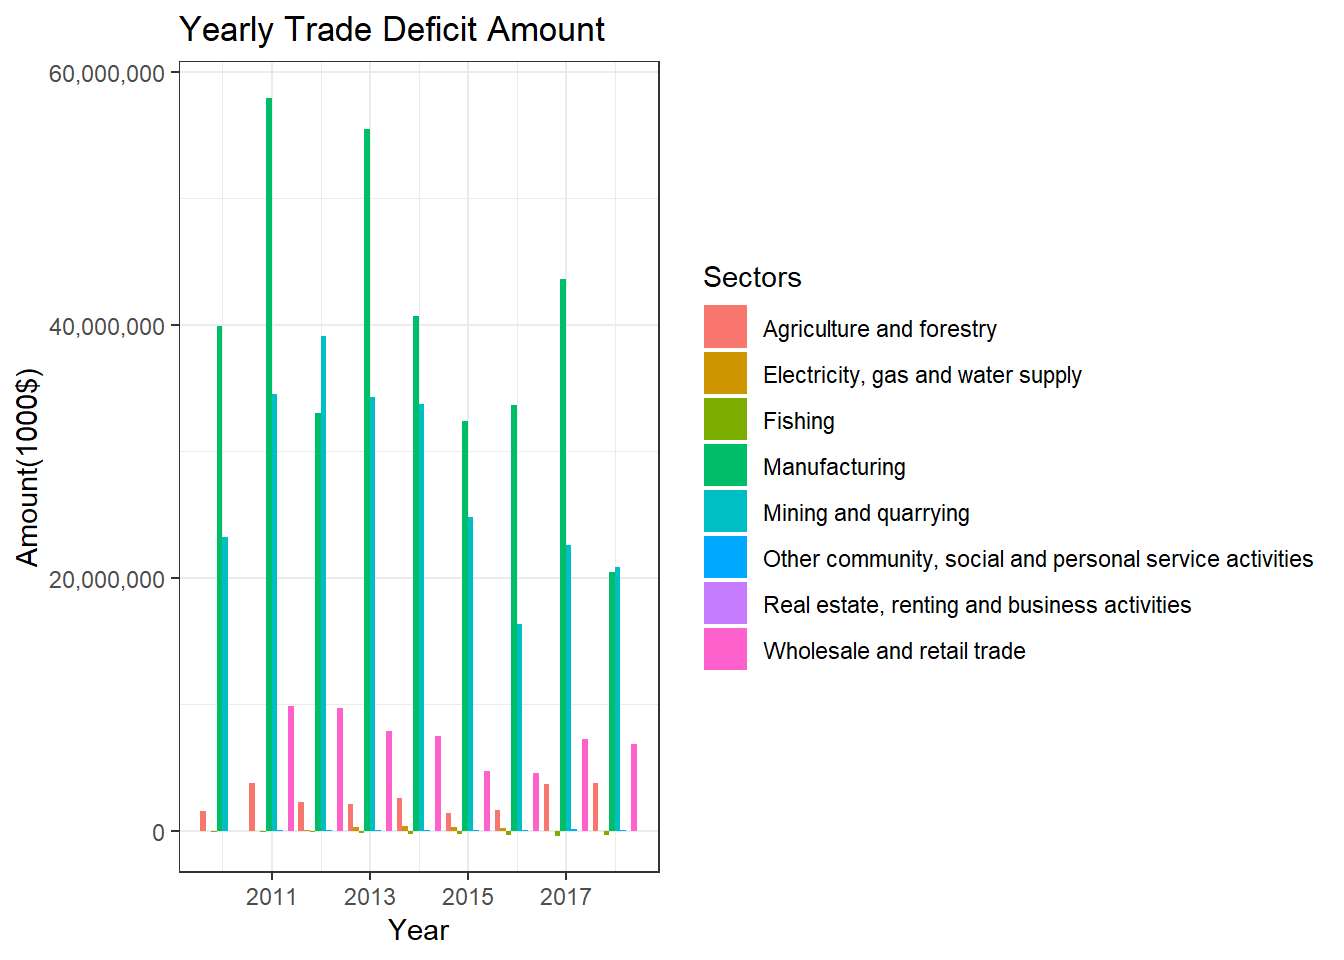 Yearly Trade Deficit Amount
60,000,000
40,000,000
20,000,000
0
Amount(1000$)
2011
2013
2015
2017
Year
Sectors
Agriculture and forestry
Electricity, gas and water supply
Fishing
Manufacturing
Mining and quarrying
Other community, social and personal service activities
Real estate, renting and business activities
Wholesale and retail trade